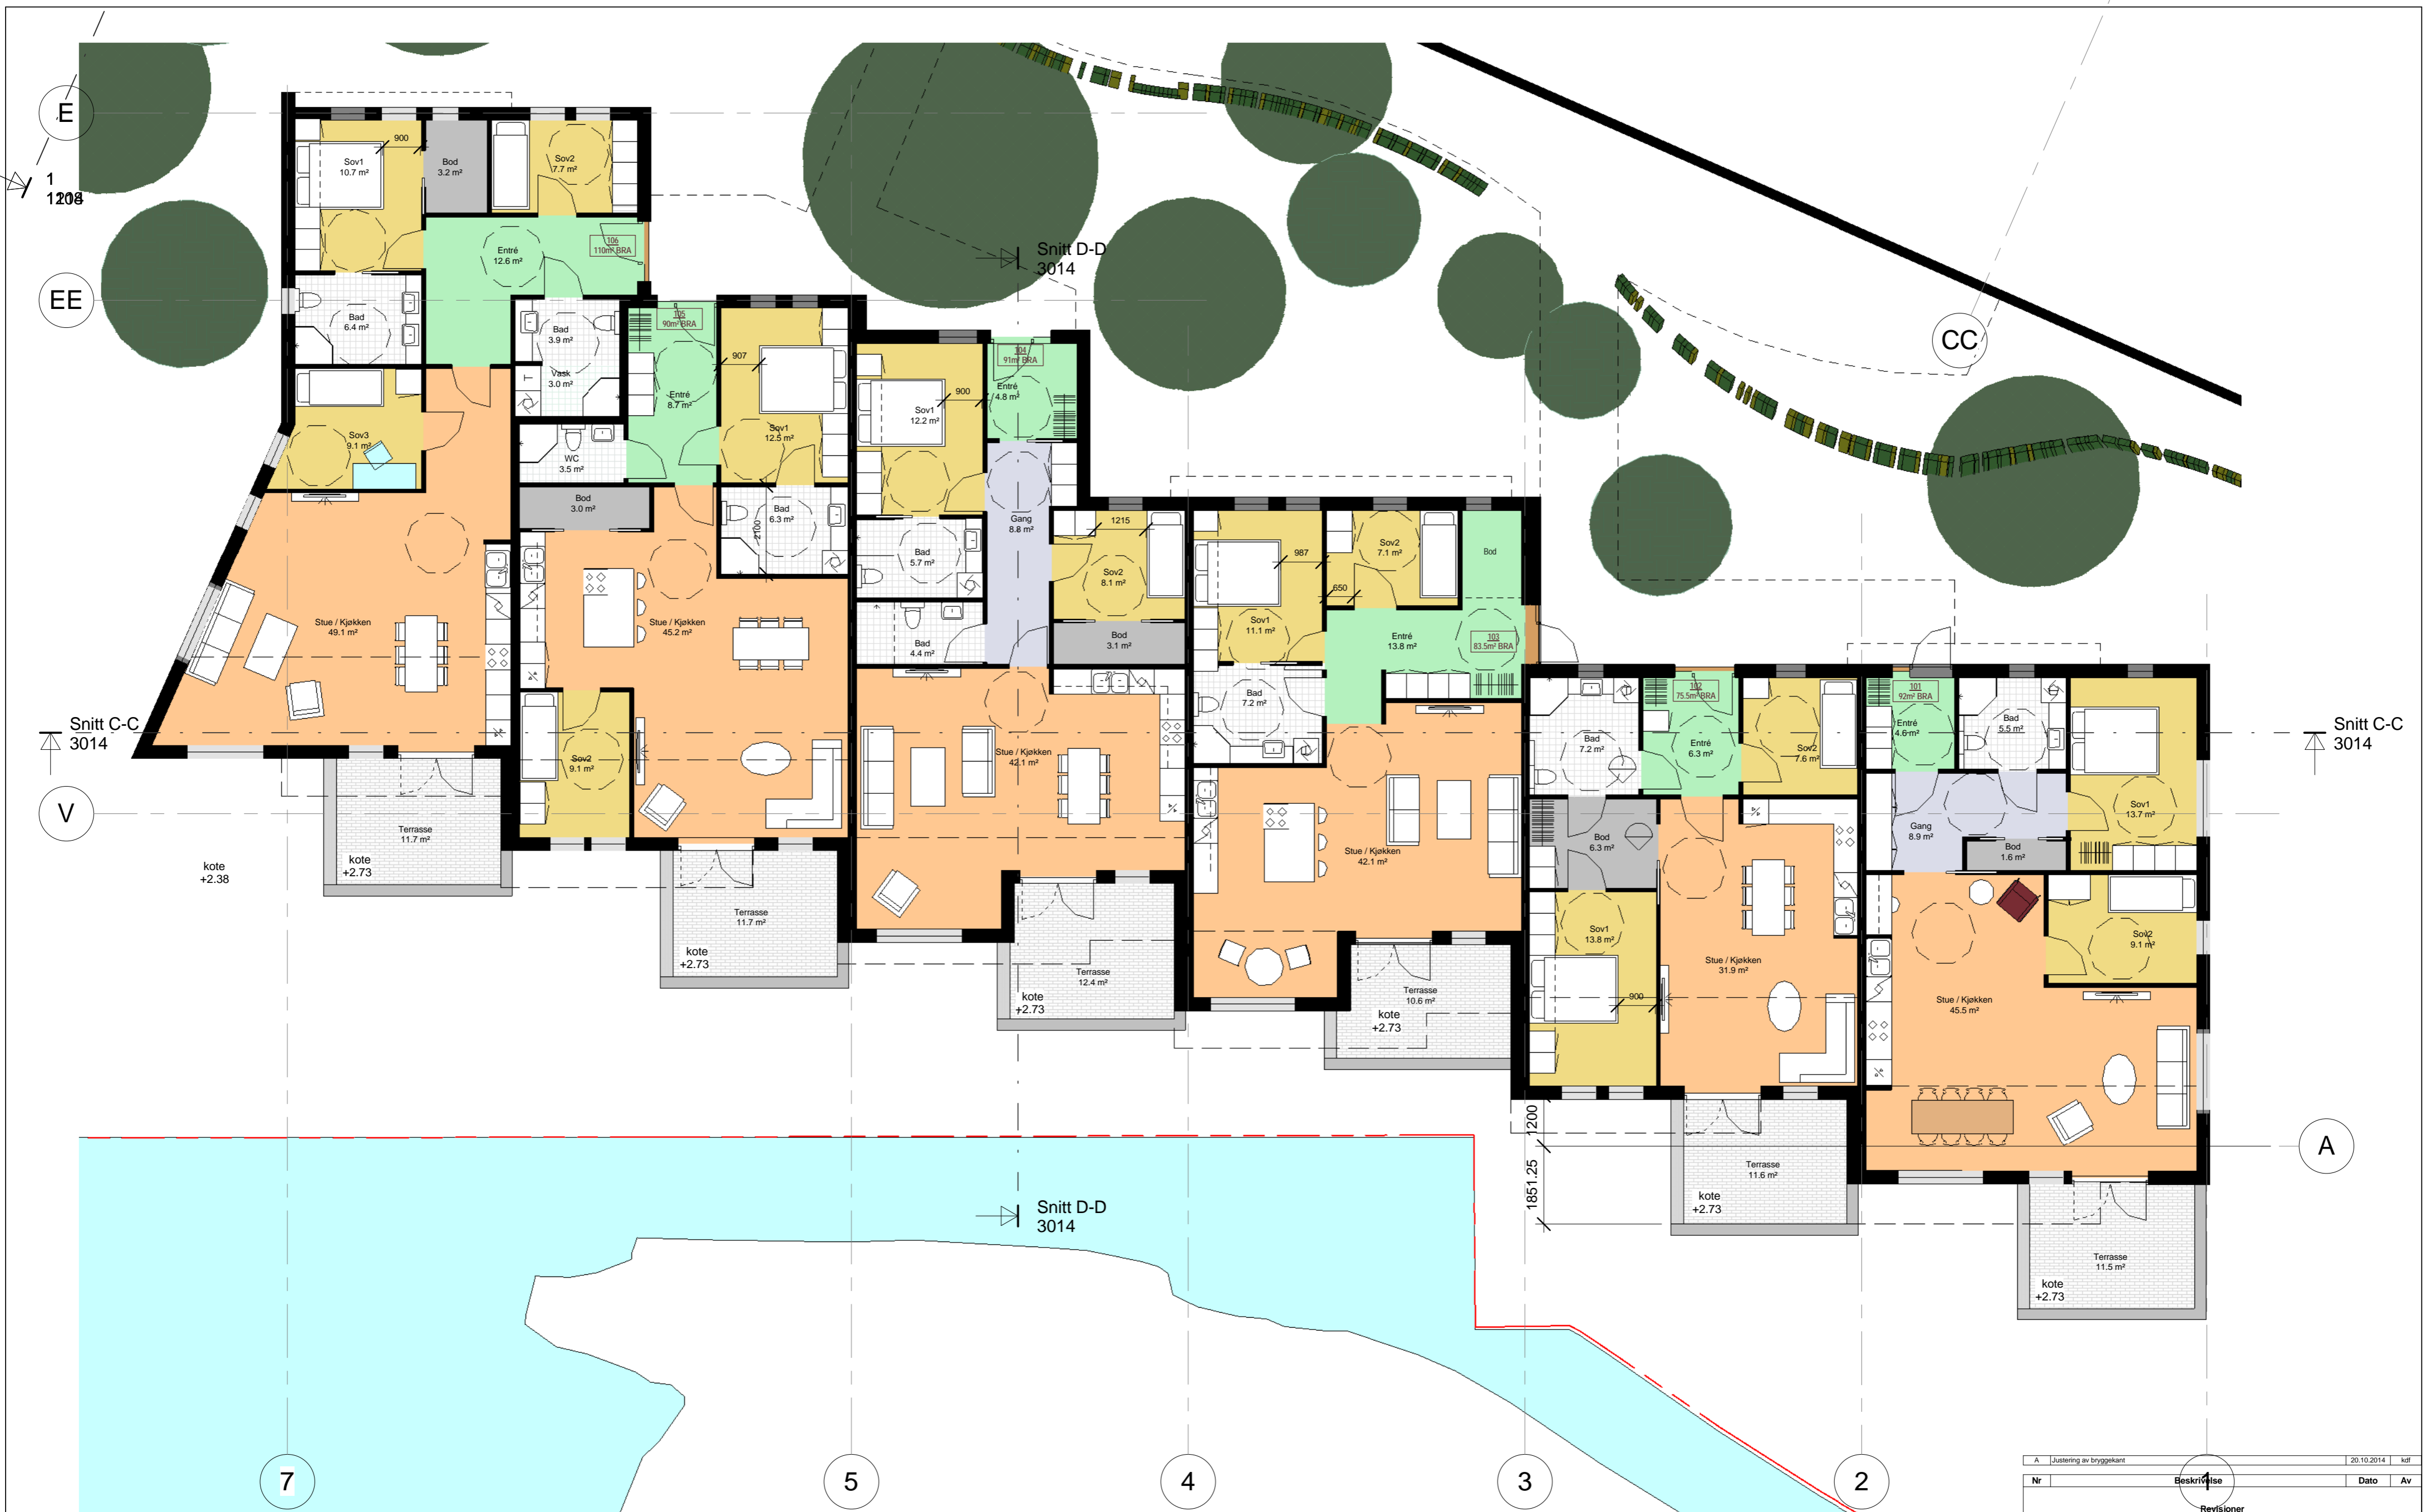 E
EE
V
1
Snitt C-C
3014
Sov1
10.7 m²
900
Bod
3.2 m²
Sov2
7.7 m²
Entré
12.6 m²
106
110m² BRA
Bad
6.4 m²
Bad
3.9 m²
Vask
3.0 m²
T
Sov3
9.1 m²
Stue / Kjøkken
49.1 m²
Terrasse
11.7 m²
kote
+2.73
kote
+2.38
105
90m² BRA
Entré
8.7 m²
907
Sov1
12.5 m²
WC
3.5 m²
Bod
3.0 m²
Bad
6.3 m²
2100
Stue / Kjøkken
45.2 m²
Sov2
9.1 m²
Terrasse
11.7 m²
kote
+2.73
Snitt D-D
3014
104
91m² BRA
Entré
4.8 m²
Sov1
12.2 m²
900
Gang
8.8 m²
Bad
5.7 m²
Bad
4.4 m²
1215
Sov2
8.1 m²
Bod
3.1 m²
Stue / Kjøkken
42.1 m²
Terrasse
12.4 m²
kote
+2.73
Sov1
11.1 m²
987
650
Sov2
7.1 m²
Bod
Entré
13.8 m²
103
83.5m² BRA
Bad
7.2 m²
Stue / Kjøkken
42.1 m²
Terrasse
10.6 m²
kote
+2.73
Bad
7.2 m²
102
75.5m² BRA
Entré
6.3 m²
Sov2
7.6 m²
Bod
6.3 m²
Sov1
13.8 m²
900
Stue / Kjøkken
31.9 m²
Terrasse
11.6 m²
kote
+2.73
1200
1851.25
101
92m² BRA
Entré
4.6 m²
Bad
5.5 m²
Sov1
13.7 m²
Gang
8.9 m²
Bod
1.6 m²
Sov2
9.1 m²
Stue / Kjøkken
45.5 m²
Terrasse
11.5 m²
kote
+2.73
CC
Snitt C-C
3014
A
Snitt D-D
3014
7
5
4
3
2
1
A Justering av bryggekant 20.10.2014 kdf
Nr Beskrivelse Dato Av
Revisjoner